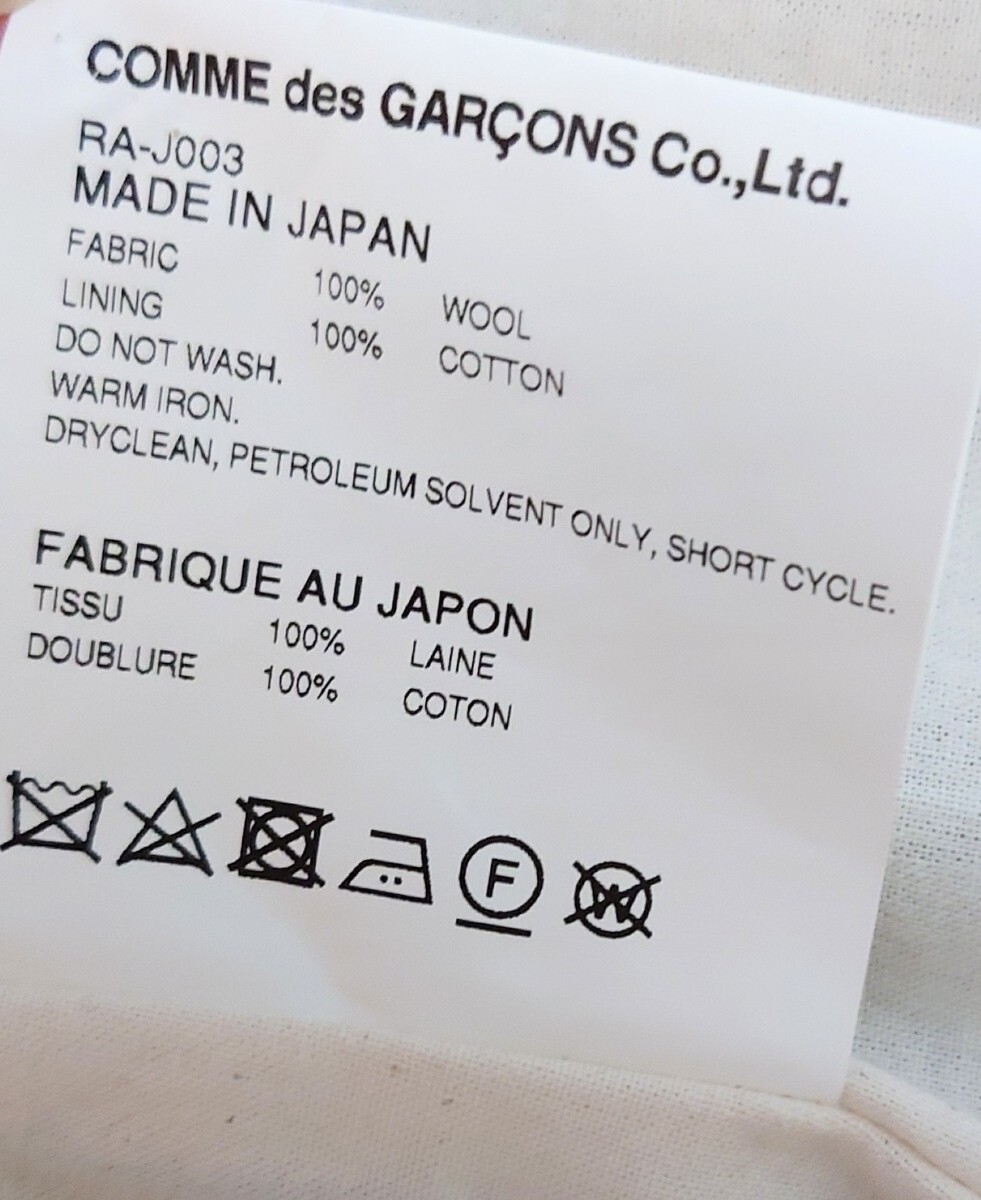 COMME des GARÇONS Co.,Ltd.
RA-J003
MADE IN JAPAN
FABRIC 100% WOOL
LINING 100% COTTON
DO NOT WASH.
WARM IRON.
DRYCLEAN, PETROLEUM SOLVENT ONLY, SHORT CYCLE.
FABRIQUE AU JAPON
TISSU 100% LAINE
DOUBLURE 100% COTON
F W